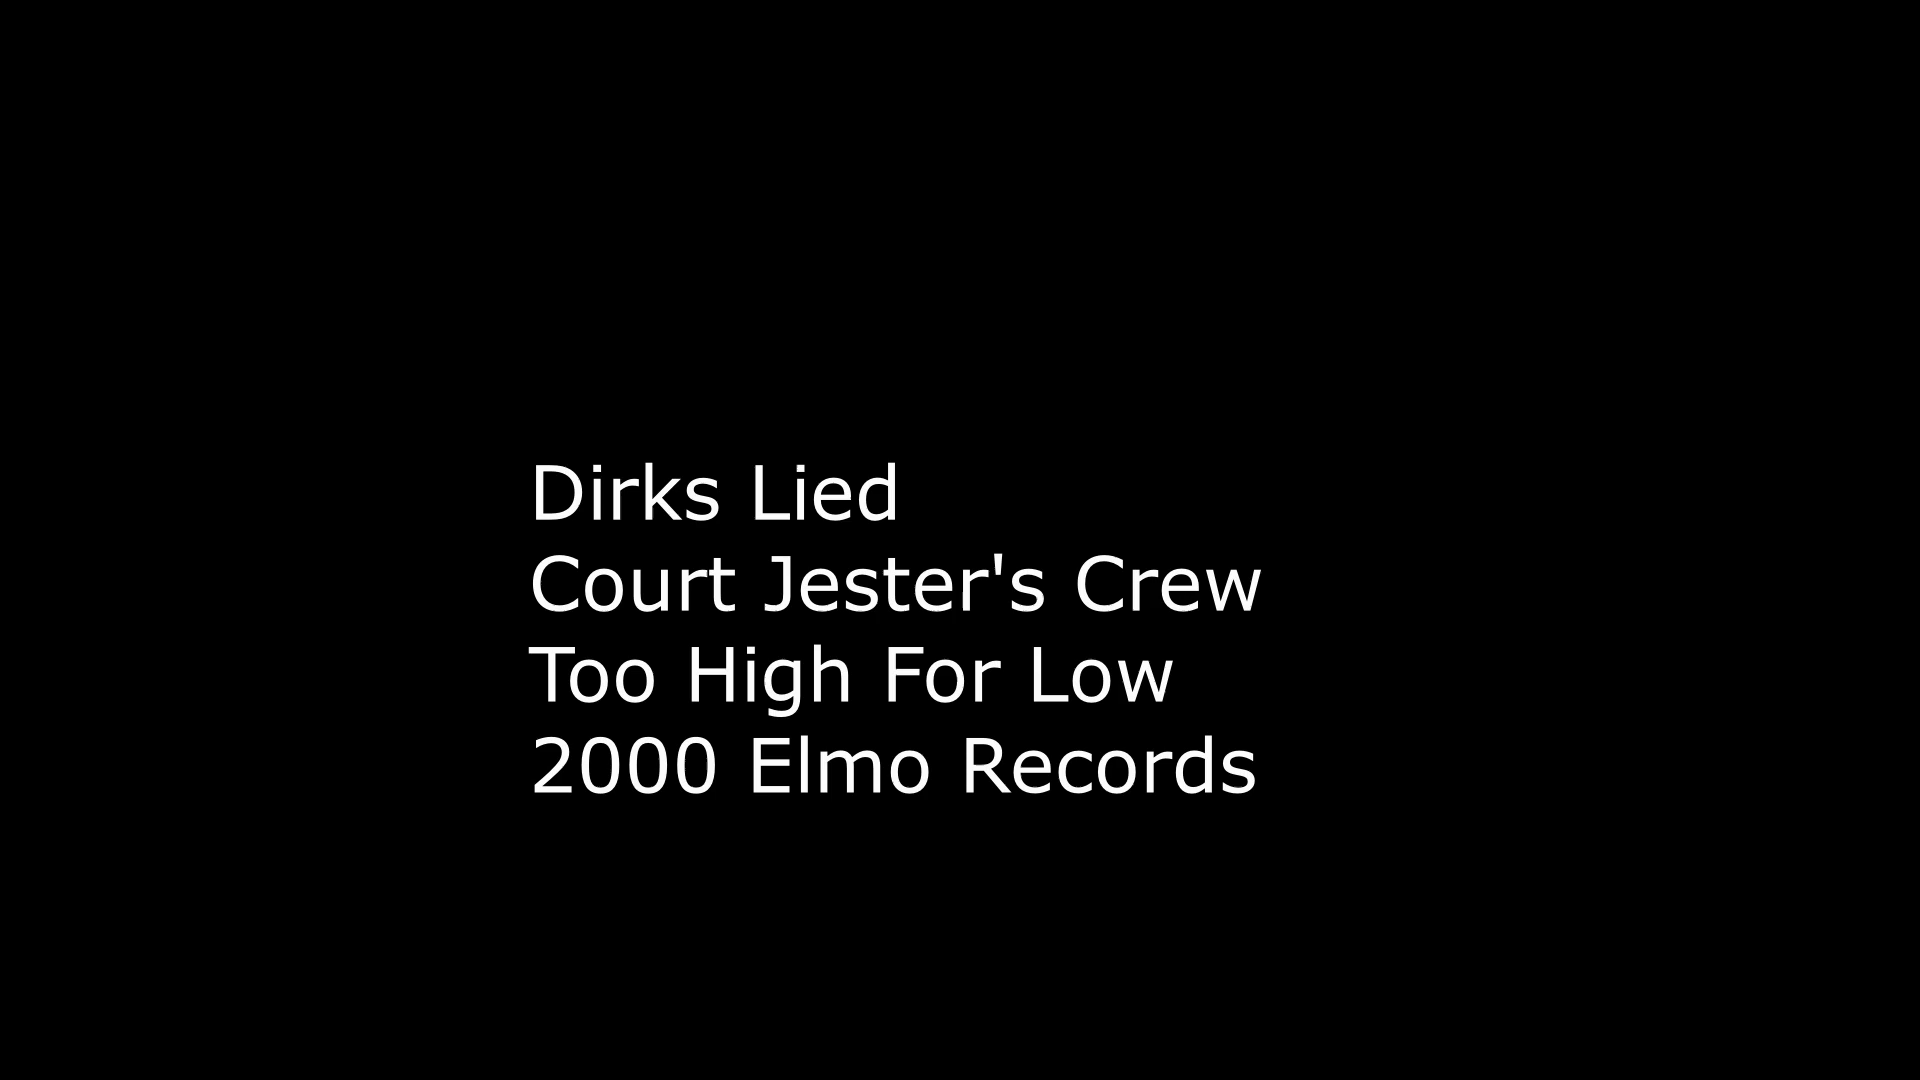 Dirks Lied
Court Jester's Crew
Too High For Low
2000 Elmo Records